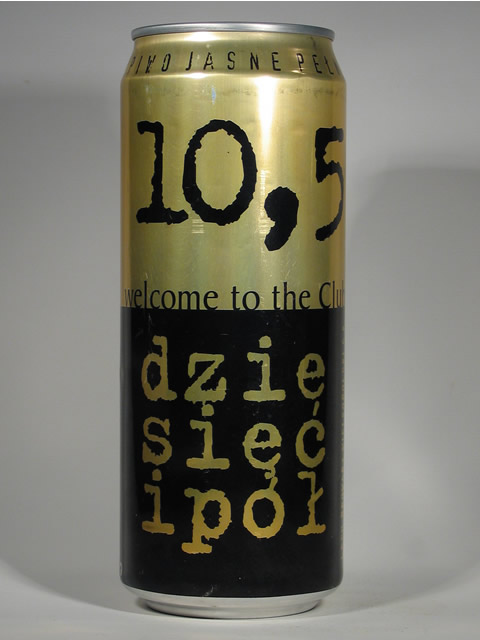 PIWO JASNE PEŁ
10,5
welcome to the Clu
dzie
sięć
ipół